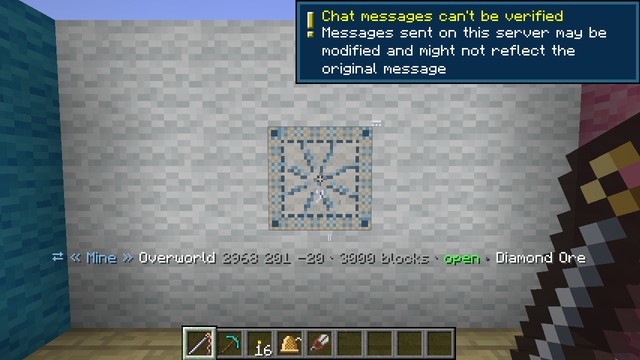 Chat messages can't be verified
Messages sent on this server may be
modified and might not reflect the
original message
⇄ « Mine » Overworld 2968 201 -20 · 3000 blocks · open · Diamond Ore
16